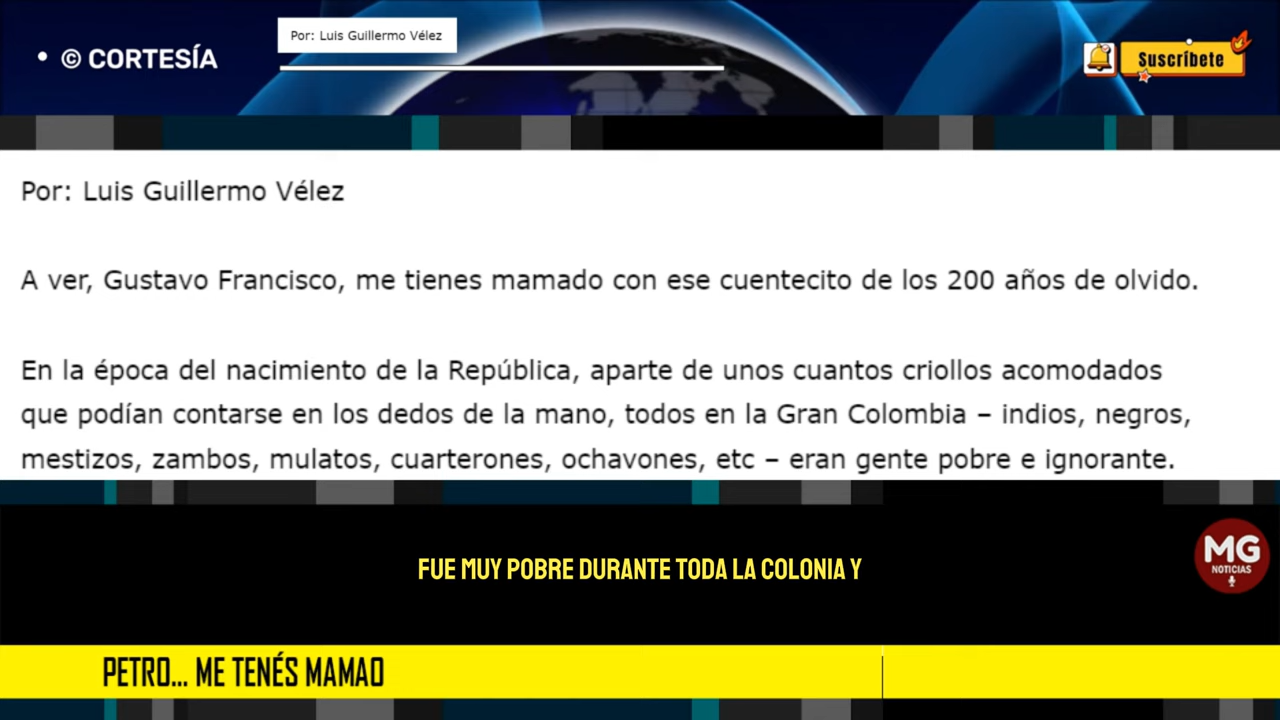 • © CORTESÍA
Por: Luis Guillermo Vélez
Suscríbete
Por: Luis Guillermo Vélez
A ver, Gustavo Francisco, me tienes mamado con ese cuentecito de los 200 años de olvido.
En la época del nacimiento de la República, aparte de unos cuantos criollos acomodados
que podían contarse en los dedos de la mano, todos en la Gran Colombia – indios, negros,
mestizos, zambos, mulatos, cuarterones, ochavones, etc – eran gente pobre e ignorante.
FUE MUY POBRE DURANTE TODA LA COLONIA Y
MG
NOTICIAS
PETRO... ME TENÉS MAMAO